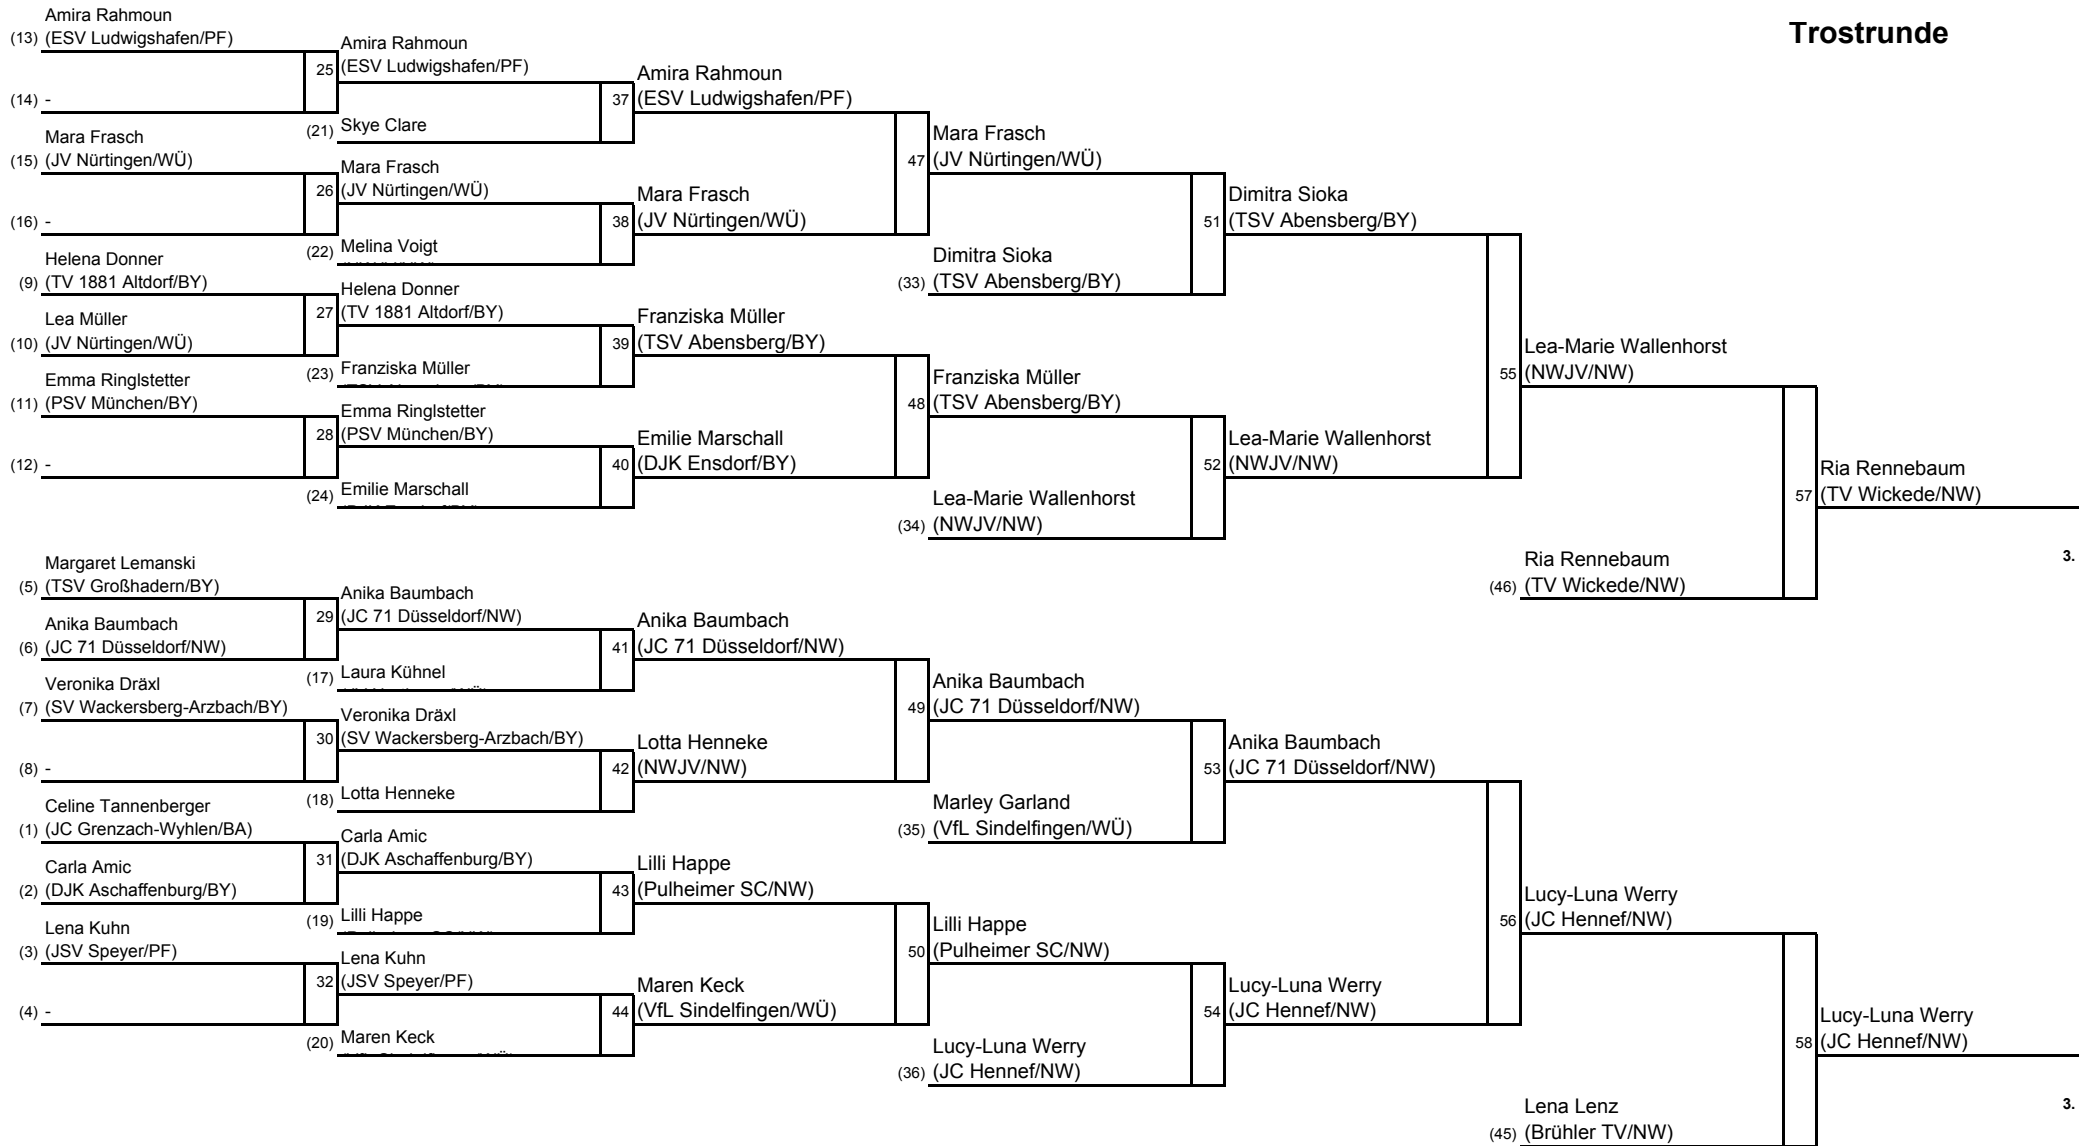 Trostrunde
Amira Rahmoun
(13) (ESV Ludwigshafen/PF)
25
(14) -
Mara Frasch
(15) (JV Nürtingen/WÜ)
26
(16) -
Helena Donner
(9) (TV 1881 Altdorf/BY)
27
Lea Müller
(10) (JV Nürtingen/WÜ)
Emma Ringlstetter
(11) (PSV München/BY)
28
(12) -
Margaret Lemanski
(5) (TSV Großhadern/BY)
29
Anika Baumbach
(6) (JC 71 Düsseldorf/NW)
Veronika Dräxl
(7) (SV Wackersberg-Arzbach/BY)
30
(8) -
Celine Tannenberger
(1) (JC Grenzach-Wyhlen/BA)
31
Carla Amic
(2) (DJK Aschaffenburg/BY)
Lena Kuhn
(3) (JSV Speyer/PF)
32
(4) -
Amira Rahmoun
(ESV Ludwigshafen/PF)
37
(21) Skye Clare
Mara Frasch
(JV Nürtingen/WÜ)
38
(22) Melina Voigt
Helena Donner
(TV 1881 Altdorf/BY)
39
(23) Franziska Müller
Emma Ringlstetter
(PSV München/BY)
40
(24) Emilie Marschall
Anika Baumbach
(JC 71 Düsseldorf/NW)
41
(17) Laura Kühnel
Veronika Dräxl
(SV Wackersberg-Arzbach/BY)
42
(18) Lotta Henneke
Carla Amic
(DJK Aschaffenburg/BY)
43
(19) Lilli Happe
Lena Kuhn
(JSV Speyer/PF)
44
(20) Maren Keck
Amira Rahmoun
(ESV Ludwigshafen/PF)
47
Mara Frasch
(JV Nürtingen/WÜ)
Franziska Müller
(TSV Abensberg/BY)
48
Emilie Marschall
(DJK Ensdorf/BY)
Anika Baumbach
(JC 71 Düsseldorf/NW)
49
Lotta Henneke
(NWJV/NW)
Lilli Happe
(Pulheimer SC/NW)
50
Maren Keck
(VfL Sindelfingen/WÜ)
Mara Frasch
(JV Nürtingen/WÜ)
51
Dimitra Sioka
(33) (TSV Abensberg/BY)
Franziska Müller
(TSV Abensberg/BY)
52
Lea-Marie Wallenhorst
(34) (NWJV/NW)
Anika Baumbach
(JC 71 Düsseldorf/NW)
53
Marley Garland
(35) (VfL Sindelfingen/WÜ)
Lilli Happe
(Pulheimer SC/NW)
54
Lucy-Luna Werry
(36) (JC Hennef/NW)
Dimitra Sioka
(TSV Abensberg/BY)
55
Lea-Marie Wallenhorst
(NWJV/NW)
Anika Baumbach
(JC 71 Düsseldorf/NW)
56
Lucy-Luna Werry
(JC Hennef/NW)
Lea-Marie Wallenhorst
(NWJV/NW)
57
Ria Rennebaum
(46) (TV Wickede/NW)
Lucy-Luna Werry
(JC Hennef/NW)
58
Lena Lenz
(45) (Brühler TV/NW)
Ria Rennebaum
(TV Wickede/NW)
3.
Lucy-Luna Werry
(JC Hennef/NW)
3.